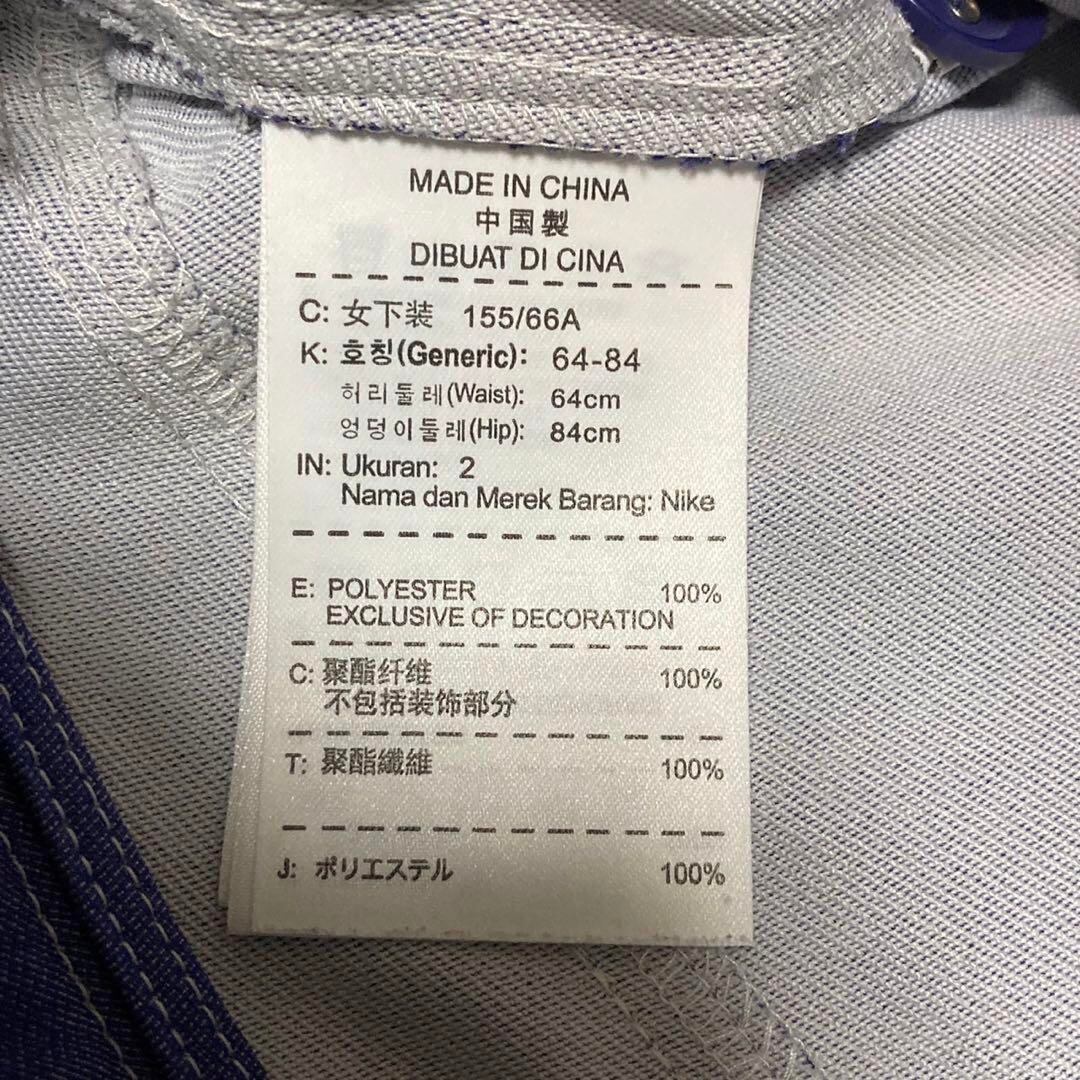 MADE IN CHINA
中国製
DIBUAT DI CINA
C: 女下装 155/66A
K: 호칭(Generic): 64-84
허리둘레(Waist): 64cm
엉덩이둘레(Hip): 84cm
IN: Ukuran: 2
Nama dan Merek Barang: Nike
E: POLYESTER 100%
EXCLUSIVE OF DECORATION
C: 聚酯纤维 100%
不包括装饰部分
T: 聚酯纖維 100%
J: ポリエステル 100%